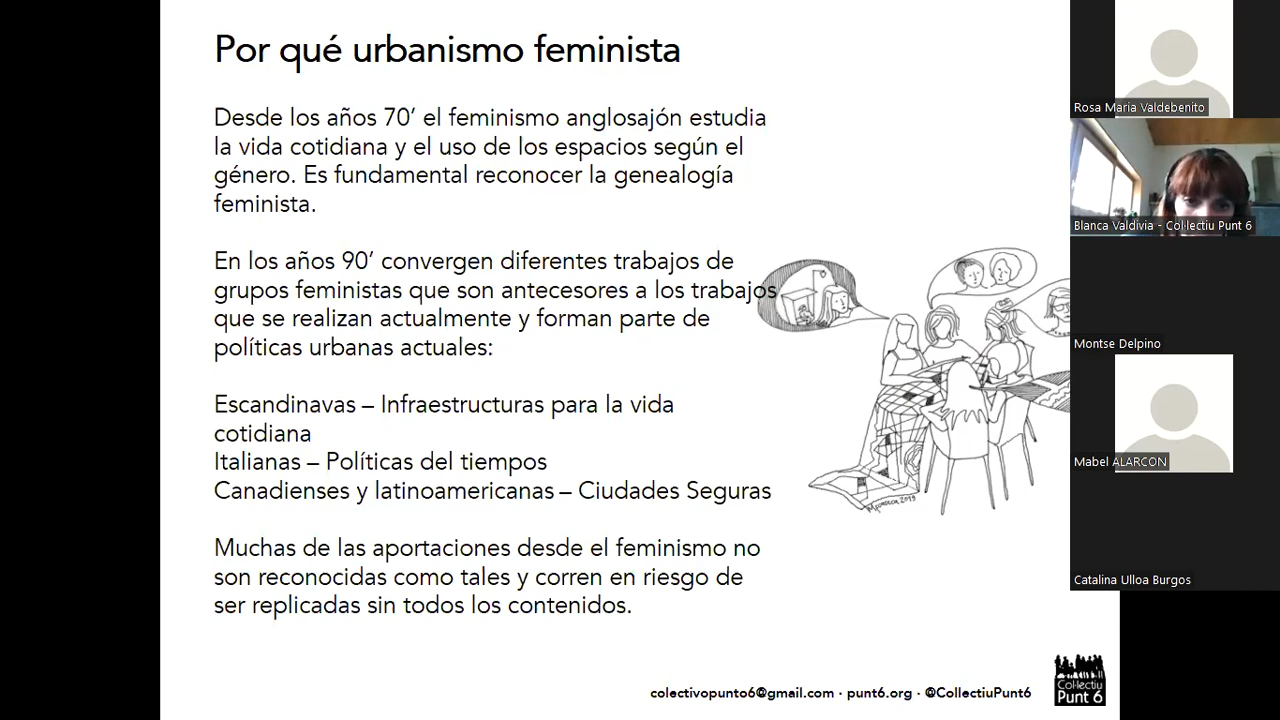 Por qué urbanismo feminista
Desde los años 70’ el feminismo anglosajón estudia
la vida cotidiana y el uso de los espacios según el
género. Es fundamental reconocer la genealogía
feminista.
En los años 90’ convergen diferentes trabajos de
grupos feministas que son antecesores a los trabajos
que se realizan actualmente y forman parte de
políticas urbanas actuales:
Escandinavas – Infraestructuras para la vida
cotidiana
Italianas – Políticas del tiempos
Canadienses y latinoamericanas – Ciudades Seguras
Muchas de las aportaciones desde el feminismo no
son reconocidas como tales y corren en riesgo de
ser replicadas sin todos los contenidos.
colectivopunto6@gmail.com · punt6.org · @CollectiuPunt6
Col·lectiu
Punt 6
Rosa Maria Valdebenito
Blanca Valdivia - Col·lectiu Punt 6
Montse Delpino
Mabel ALARCON
Catalina Ulloa Burgos